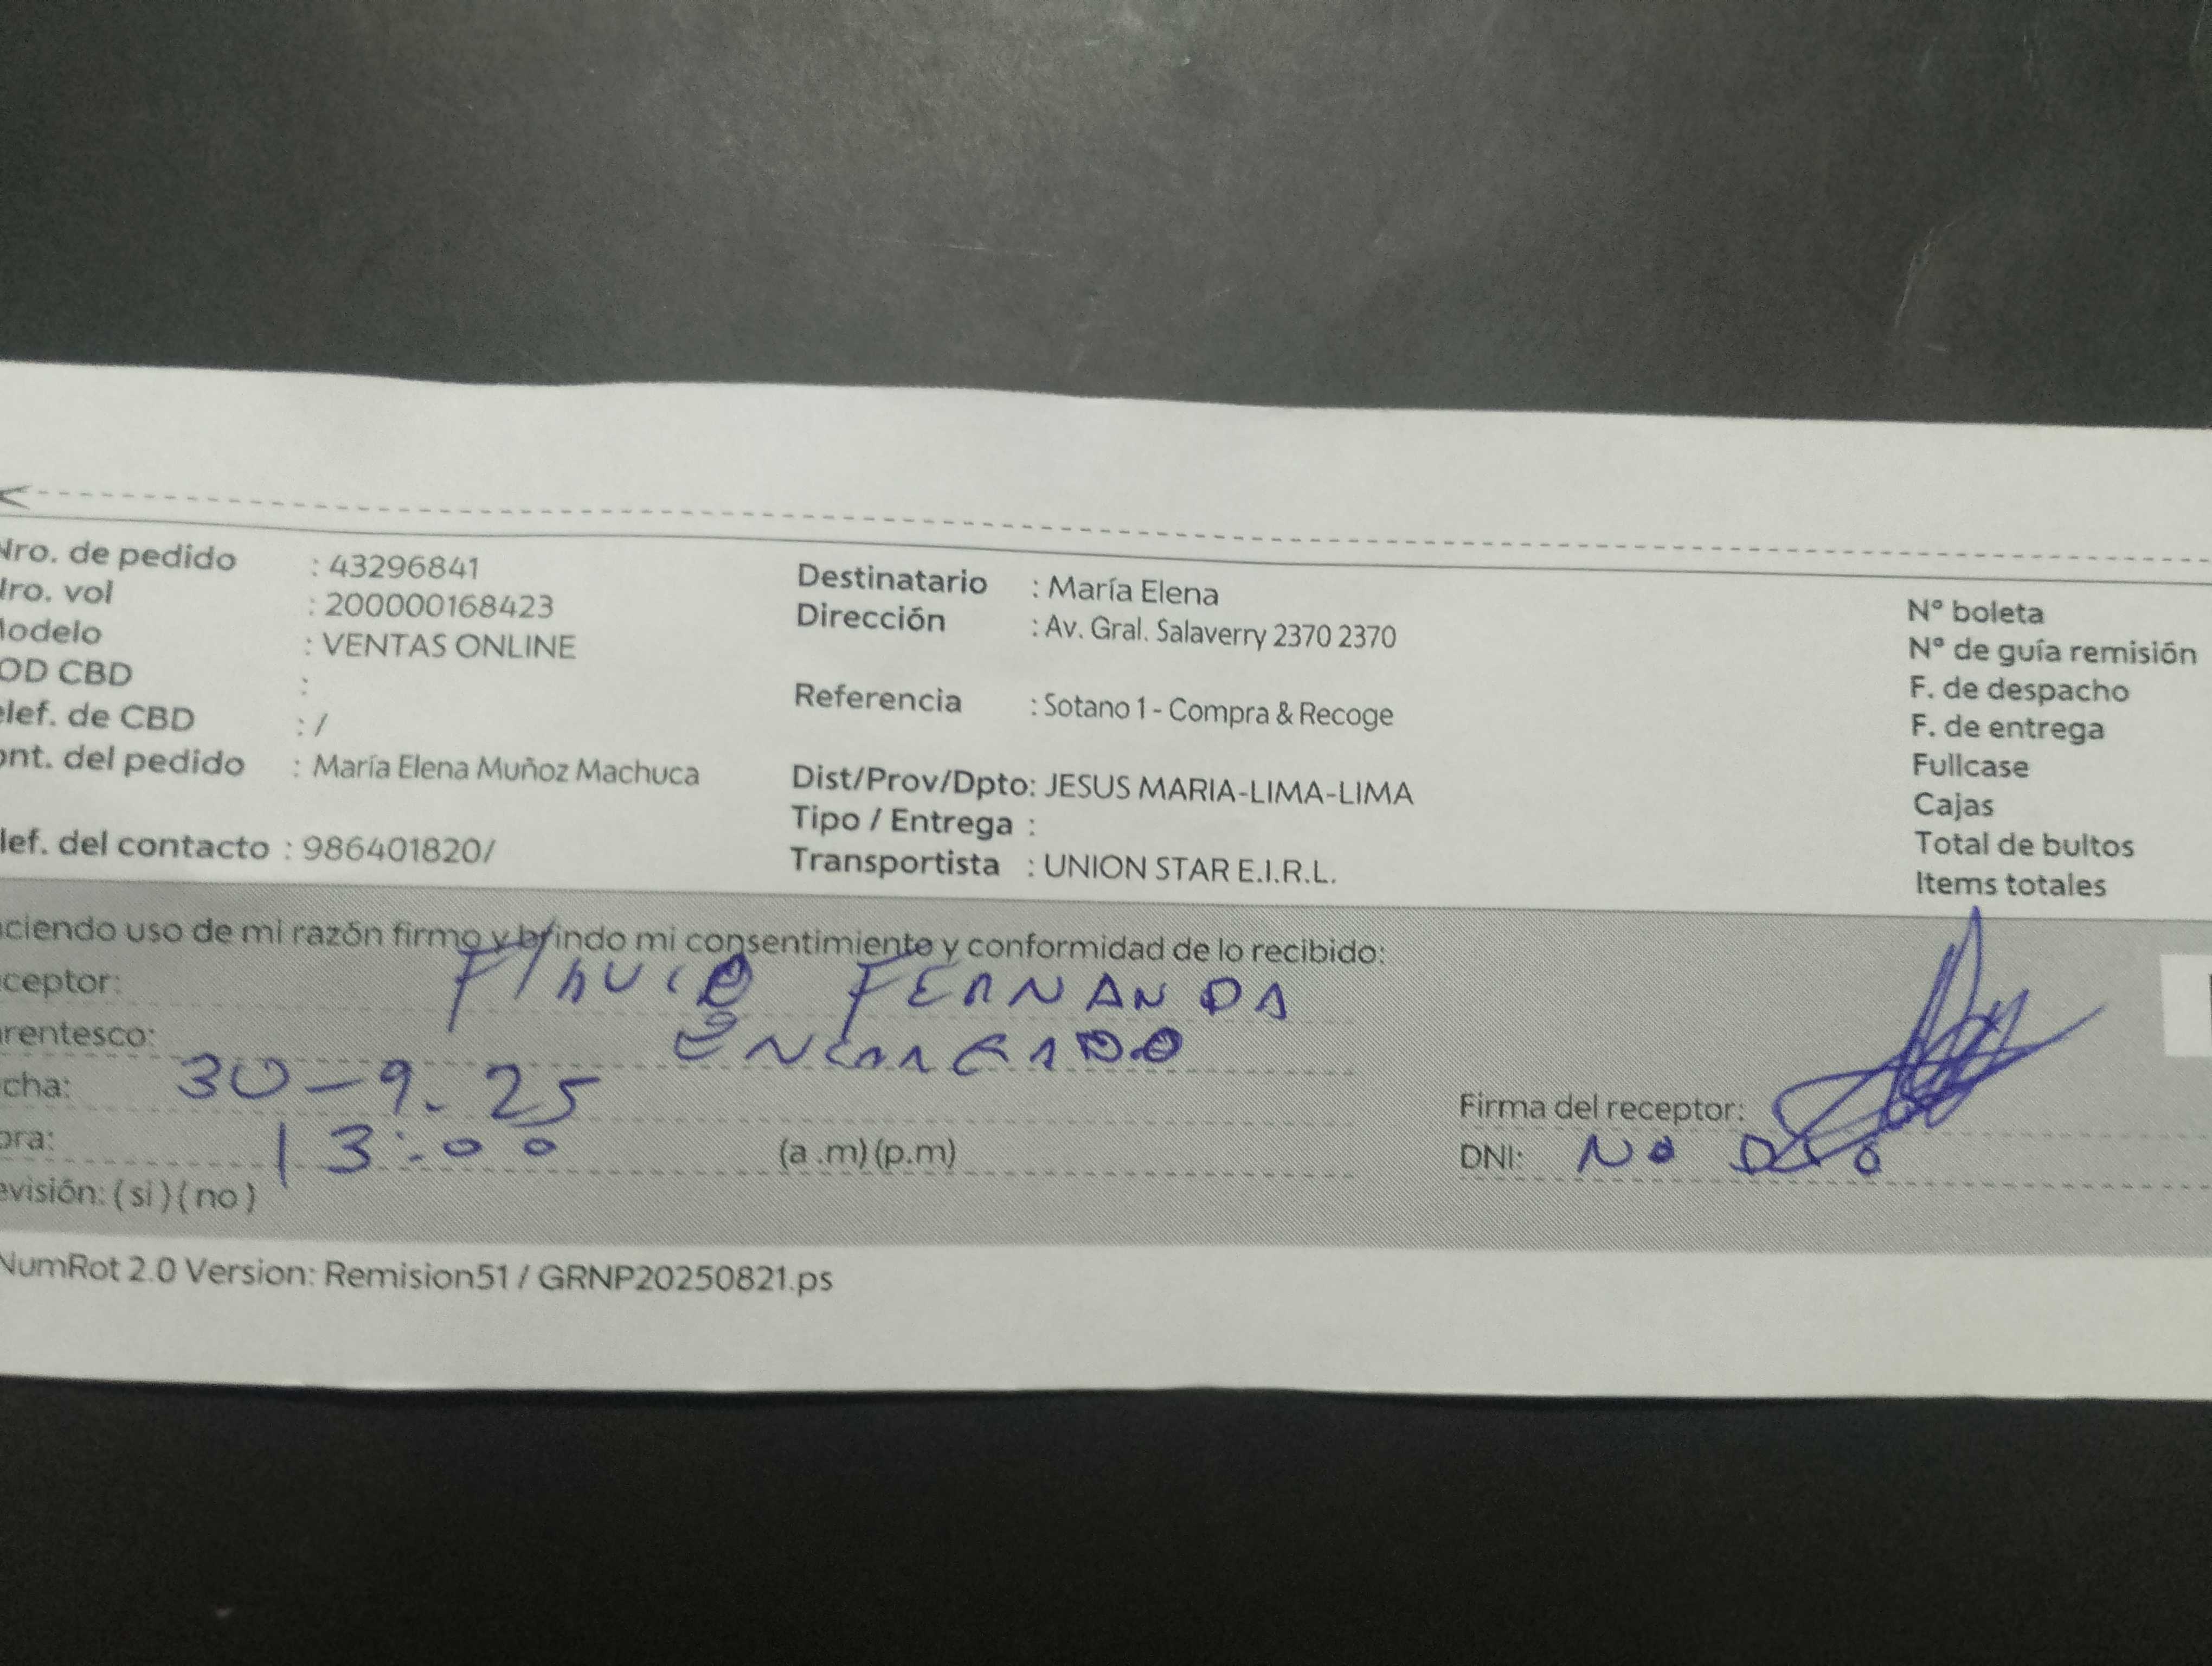 Nro. de pedido : 43296841
Nro. vol : 200000168423
Modelo : VENTAS ONLINE
COD CBD :
elef. de CBD : /
ont. del pedido : María Elena Muñoz Machuca
lef. del contacto : 986401820/
Destinatario : María Elena
Dirección : Av. Gral. Salaverry 2370 2370
Referencia : Sotano 1 - Compra & Recoge
Dist/Prov/Dpto: JESUS MARIA-LIMA-LIMA
Tipo / Entrega :
Transportista : UNION STAR E.I.R.L.
N° boleta
N° de guía remisión
F. de despacho
F. de entrega
Fullcase
Cajas
Total de bultos
Items totales
aciendo uso de mi razón firmo y brindo mi consentimiento y conformidad de lo recibido:
ceptor: FERNANDA
rentesco: ENCARGADO
cha: 30-9-25
ora: 13:00 (a .m) (p.m)
evisión: ( si ) ( no )
Firma del receptor:
DNI: NO DIO
NumRot 2.0 Version: Remision51 / GRNP20250821.ps